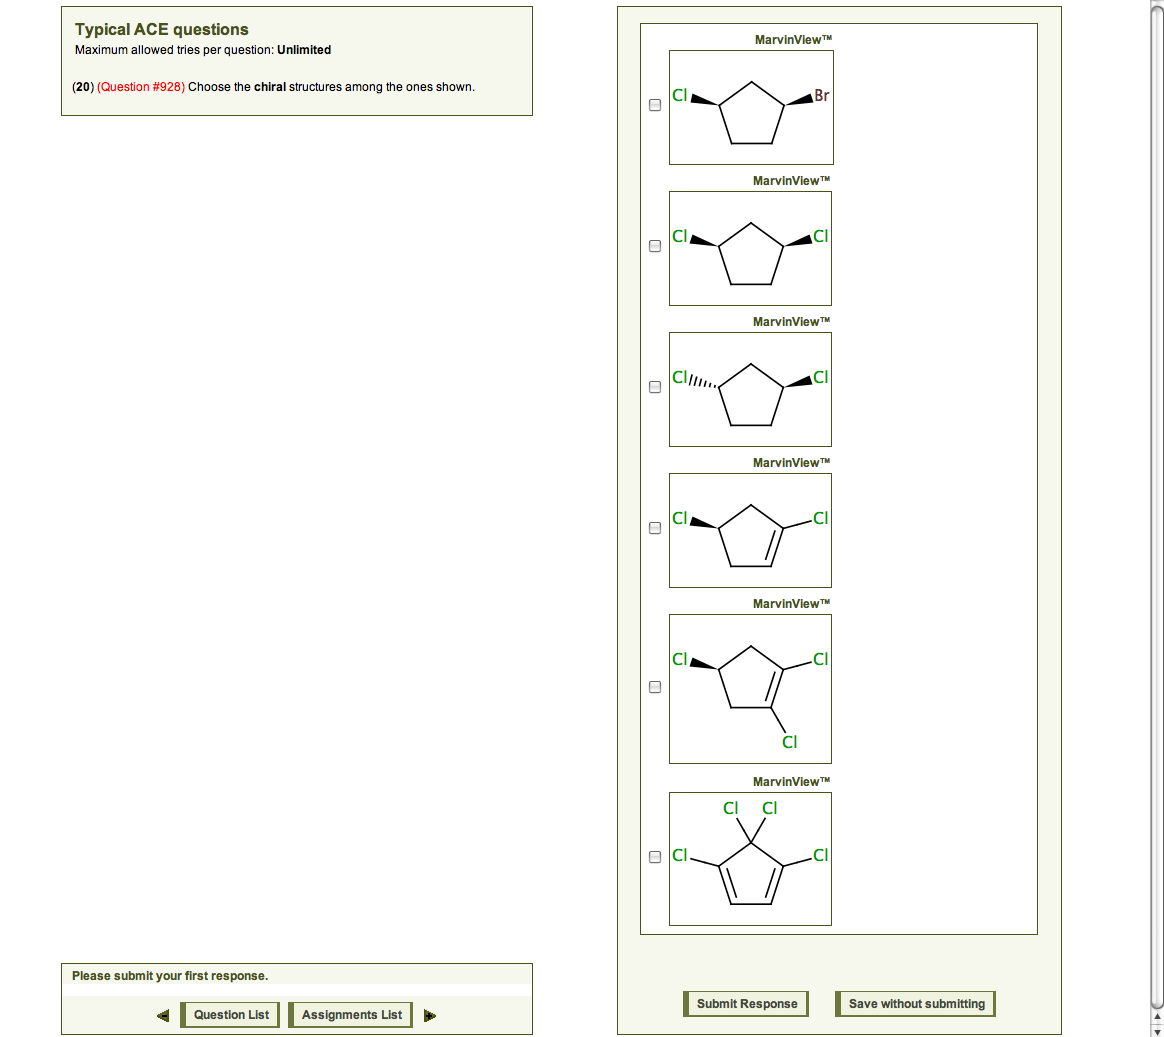 Typical ACE questions
Maximum allowed tries per question: Unlimited
(20) (Question #928) Choose the chiral structures among the ones shown.
Please submit your first response.
Question List
Assignments List
MarvinView™
Cl
Br
MarvinView™
Cl
Cl
MarvinView™
Cl
Cl
MarvinView™
Cl
Cl
MarvinView™
Cl
Cl
Cl
MarvinView™
Cl Cl
Cl
Cl
Submit Response
Save without submitting